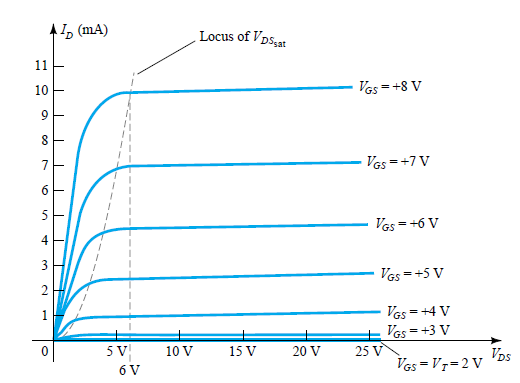 I_D (mA)
Locus of V_DS_sat
11
10
9
8
7
6
5
4
3
2
1
0
V_GS = +8 V
V_GS = +7 V
V_GS = +6 V
V_GS = +5 V
V_GS = +4 V
V_GS = +3 V
V_GS = V_T = 2 V
5 V
10 V
15 V
20 V
25 V
V_DS
6 V